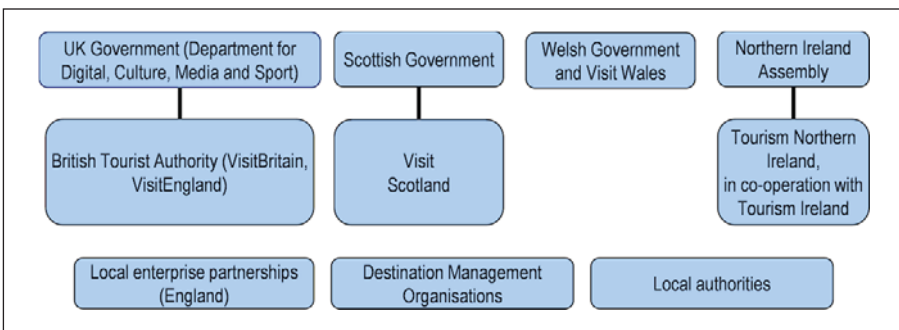 UK Government (Department for
Digital, Culture, Media and Sport)
Scottish Government
Welsh Government
and Visit Wales
Northern Ireland
Assembly
British Tourist Authority (VisitBritain,
VisitEngland)
Visit
Scotland
Tourism Northern
Ireland,
in co-operation with
Tourism Ireland
Local enterprise partnerships
(England)
Destination Management
Organisations
Local authorities